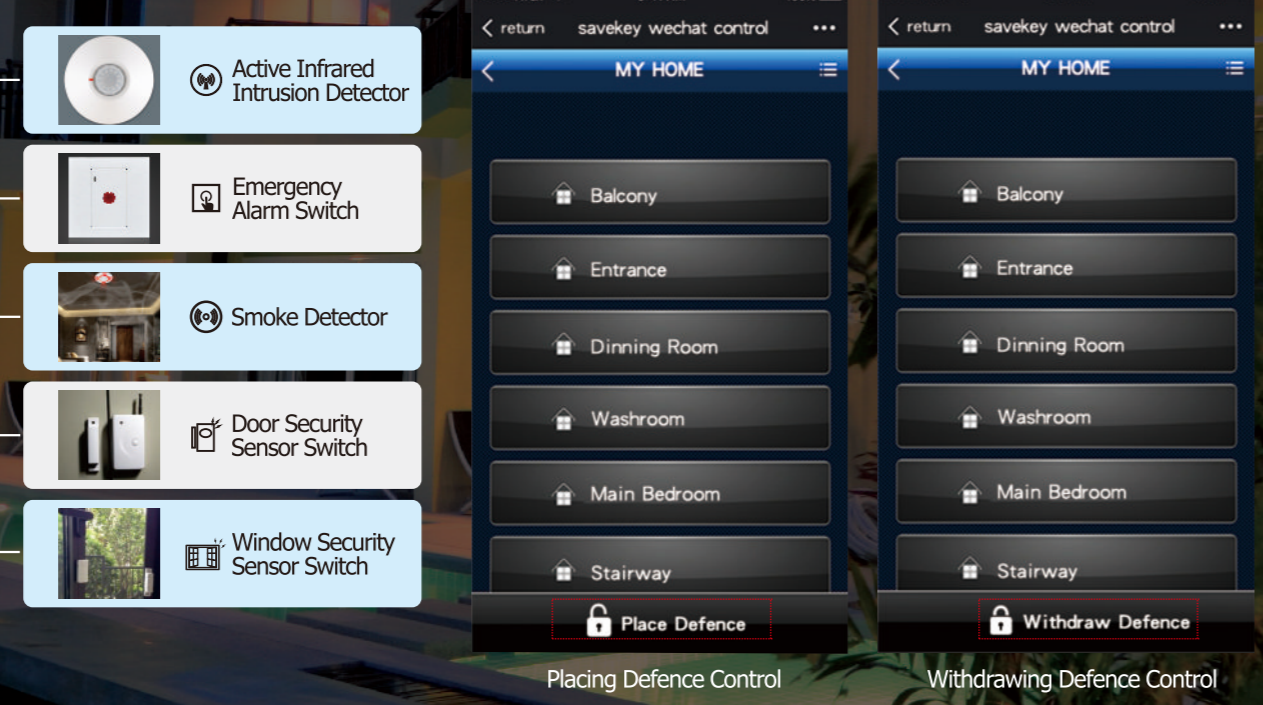 Active Infrared
Intrusion Detector
Emergency
Alarm Switch
Smoke Detector
Door Security
Sensor Switch
Window Security
Sensor Switch
return savekey wechat control
MY HOME
Balcony
Entrance
Dinning Room
Washroom
Main Bedroom
Stairway
Place Defence
Placing Defence Control
return savekey wechat control
MY HOME
Balcony
Entrance
Dinning Room
Washroom
Main Bedroom
Stairway
Withdraw Defence
Withdrawing Defence Control